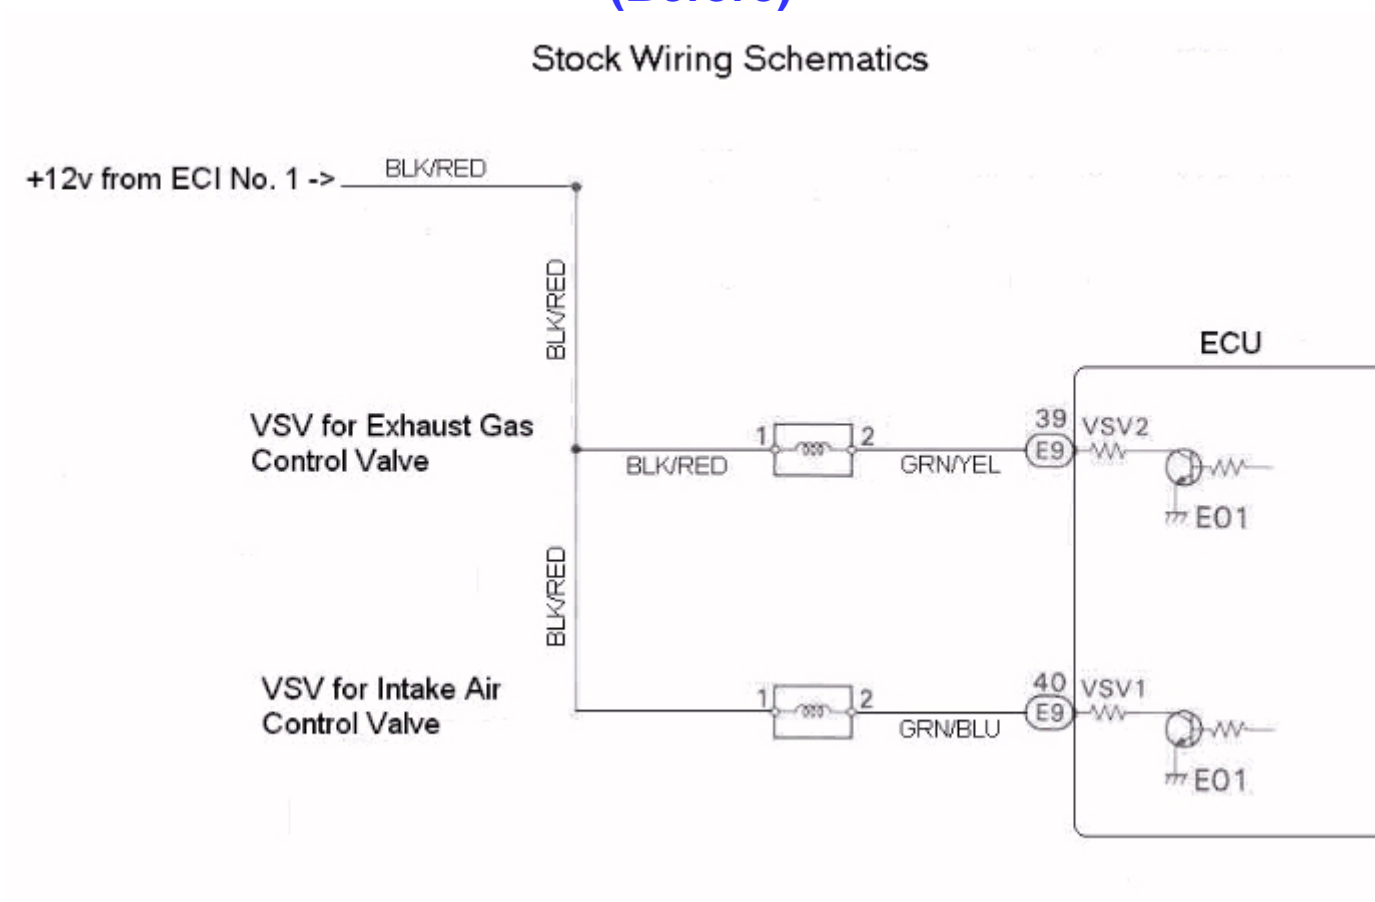 Stock Wiring Schematics
+12v from ECI No. 1 ->
BLK/RED
BLK/RED
ECU
VSV for Exhaust Gas
Control Valve
BLK/RED
1
2
GRN/YEL
39
E9
VSV2
E01
BLK/RED
VSV for Intake Air
Control Valve
1
2
GRN/BLU
40
E9
VSV1
E01